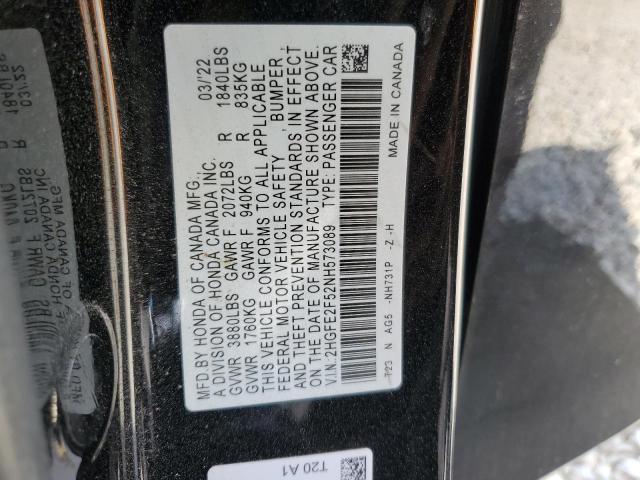 MFD.BY HONDA OF CANADA MFG., 03/'22
A DIVISION OF HONDA CANADA INC.
GVWR 3880LBS GAWR F 2072LBS R 1840LBS
GVWR 1760KG GAWR F 940KG R 835KG
THIS VEHICLE CONFORMS TO ALL APPLICABLE
FEDERAL MOTOR VEHICLE SAFETY , BUMPER,
AND THEFT PREVENTION STANDARDS IN EFFECT
ON THE DATE OF MANUFACTURE SHOWN ABOVE.
V.I.N.:2HGFE2F52NH573089 TYPE: PASSENGER CAR
T23 N AG5 -NH731P -Z -H MADE IN CANADA
T20 A1